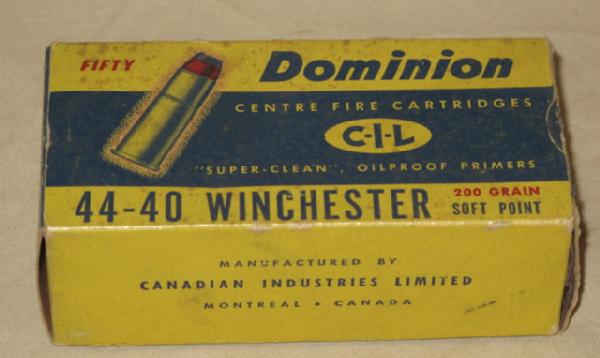 FIFTY
Dominion
CENTRE FIRE CARTRIDGES
C-I-L
"SUPER-CLEAN", OILPROOF PRIMERS
44-40 WINCHESTER
200 GRAIN
SOFT POINT
MANUFACTURED BY
CANADIAN INDUSTRIES LIMITED
MONTREAL • CANADA